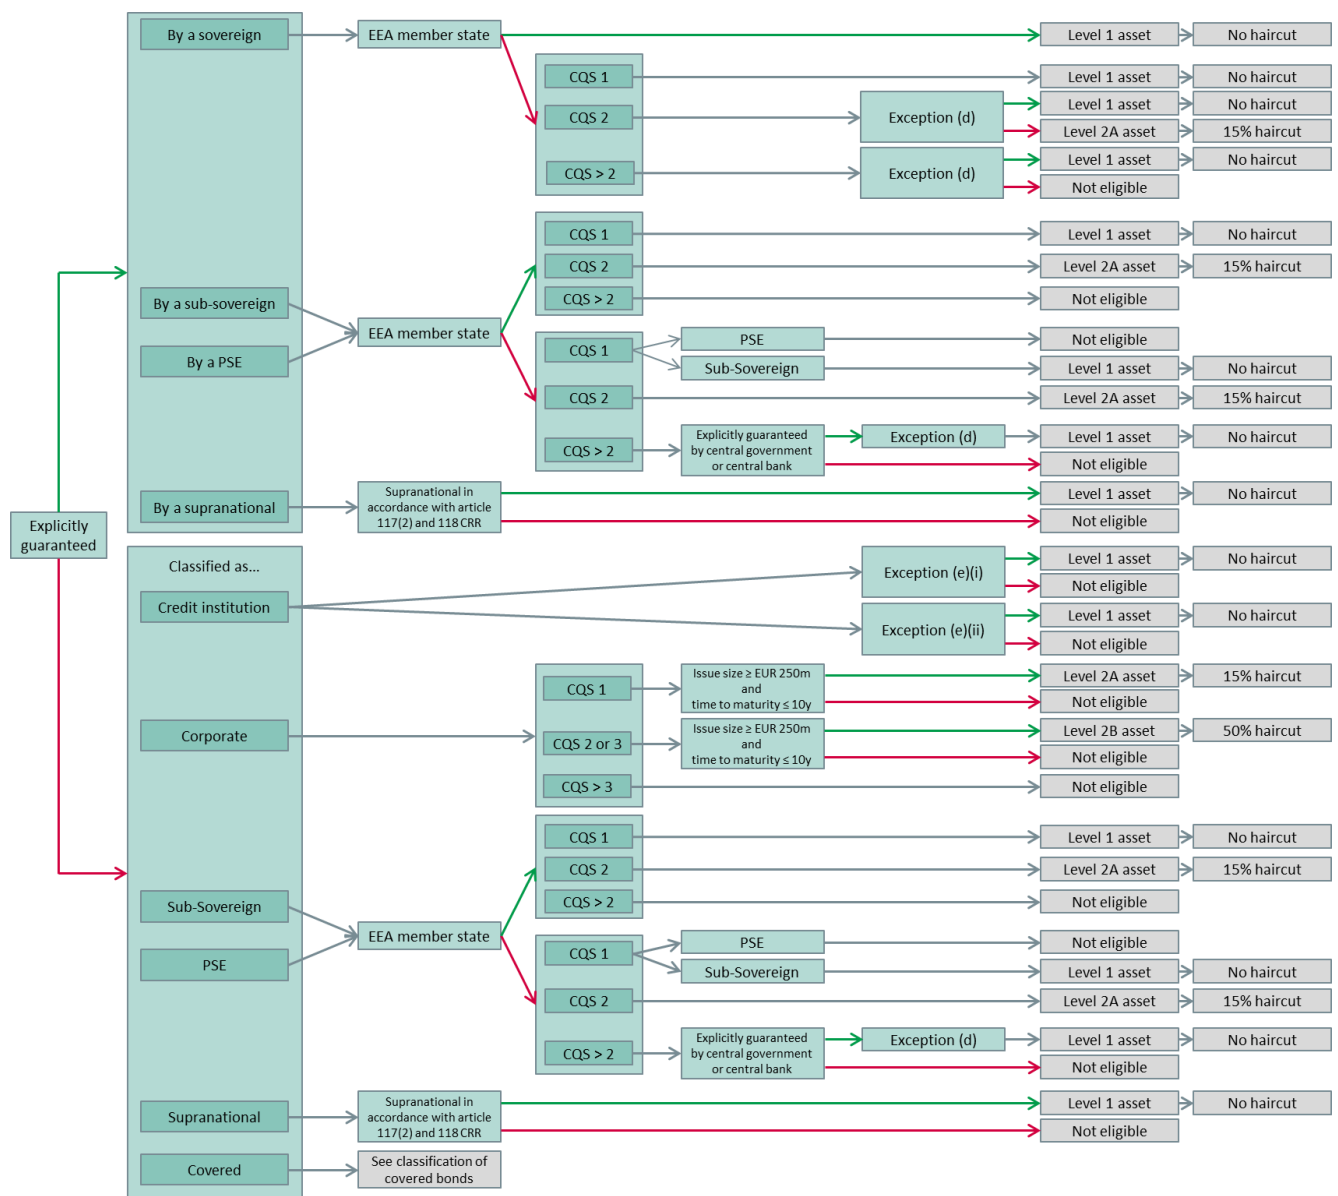 Explicitly
guaranteed
By a sovereign
EEA member state
Level 1 asset
No haircut
CQS 1
Level 1 asset
No haircut
CQS 2
Exception (d)
Level 1 asset
No haircut
Level 2A asset
15% haircut
CQS > 2
Exception (d)
Level 1 asset
No haircut
Not eligible
By a sub-sovereign
By a PSE
EEA member state
CQS 1
Level 1 asset
No haircut
CQS 2
Level 2A asset
15% haircut
CQS > 2
Not eligible
CQS 1
PSE
Not eligible
Sub-Sovereign
Level 1 asset
No haircut
CQS 2
Level 2A asset
15% haircut
CQS > 2
Explicitly guaranteed
by central government
or central bank
Exception (d)
Level 1 asset
No haircut
Not eligible
By a supranational
Supranational in
accordance with article
117(2) and 118 CRR
Level 1 asset
No haircut
Not eligible
Classified as...
Credit institution
Exception (e)(i)
Level 1 asset
No haircut
Not eligible
Exception (e)(ii)
Level 1 asset
No haircut
Not eligible
Corporate
CQS 1
Issue size ≥ EUR 250m
and
time to maturity ≤ 10y
Level 2A asset
15% haircut
Not eligible
CQS 2 or 3
Issue size ≥ EUR 250m
and
time to maturity ≤ 10y
Level 2B asset
50% haircut
Not eligible
CQS > 3
Not eligible
Sub-Sovereign
PSE
EEA member state
CQS 1
Level 1 asset
No haircut
CQS 2
Level 2A asset
15% haircut
CQS > 2
Not eligible
CQS 1
PSE
Not eligible
Sub-Sovereign
Level 1 asset
No haircut
CQS 2
Level 2A asset
15% haircut
CQS > 2
Explicitly guaranteed
by central government
or central bank
Exception (d)
Level 1 asset
No haircut
Not eligible
Supranational
Supranational in
accordance with article
117(2) and 118 CRR
Level 1 asset
No haircut
Not eligible
Covered
See classification of
covered bonds